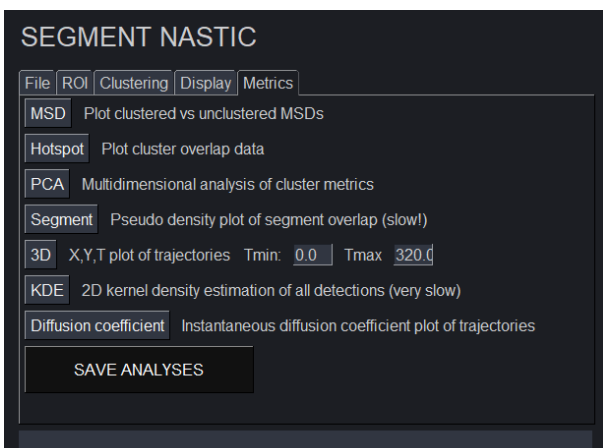 SEGMENT NASTIC
File ROI Clustering Display Metrics
MSD Plot clustered vs unclustered MSDs
Hotspot Plot cluster overlap data
PCA Multidimensional analysis of cluster metrics
Segment Pseudo density plot of segment overlap (slow!)
3D X,Y,T plot of trajectories Tmin: 0.0 Tmax 320.0
KDE 2D kernel density estimation of all detections (very slow)
Diffusion coefficient Instantaneous diffusion coefficient plot of trajectories
SAVE ANALYSES